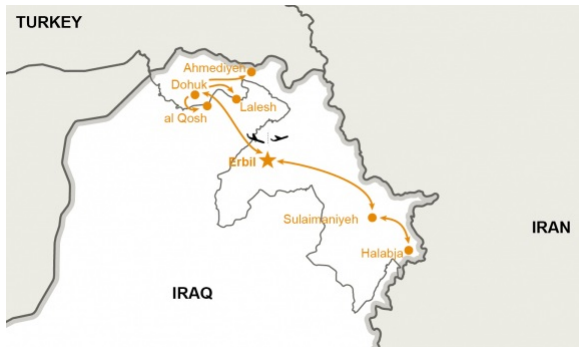 TURKEY
Ahmediyeh
Dohuk
Lalesh
al Qosh
Erbil
Sulaimaniyeh
IRAN
Halabja
IRAQ